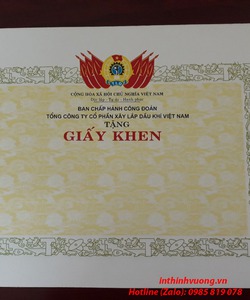 CỘNG HÒA XÃ HỘI CHỦ NGHĨA VIỆT NAM
Độc lập - Tự do - Hạnh phúc
BAN CHẤP HÀNH CÔNG ĐOÀN
TỔNG CÔNG TY CỔ PHẦN XÂY LẮP DẦU KHÍ VIỆT NAM
TẶNG
GIẤY KHEN
inthinhvuong.vn
Hotline (Zalo): 0985 819 078